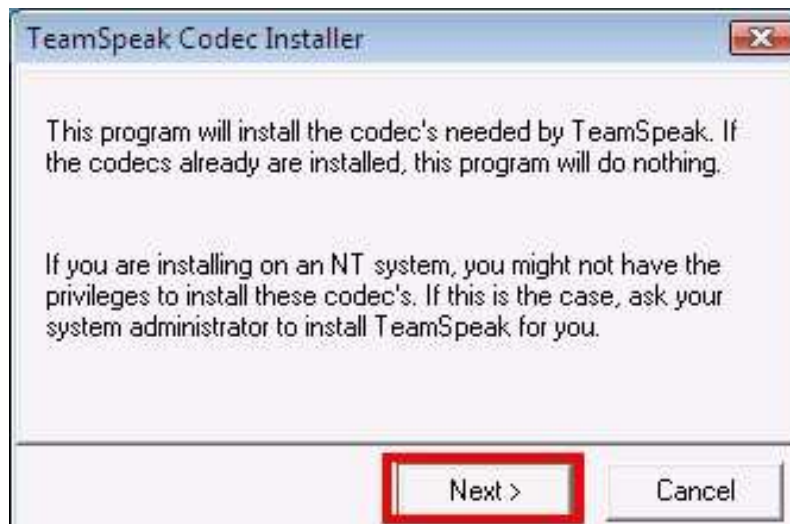 TeamSpeak Codec Installer
This program will install the codec's needed by TeamSpeak. If
the codecs already are installed, this program will do nothing.
If you are installing on an NT system, you might not have the
privileges to install these codec's. If this is the case, ask your
system administrator to install TeamSpeak for you.
Next > Cancel